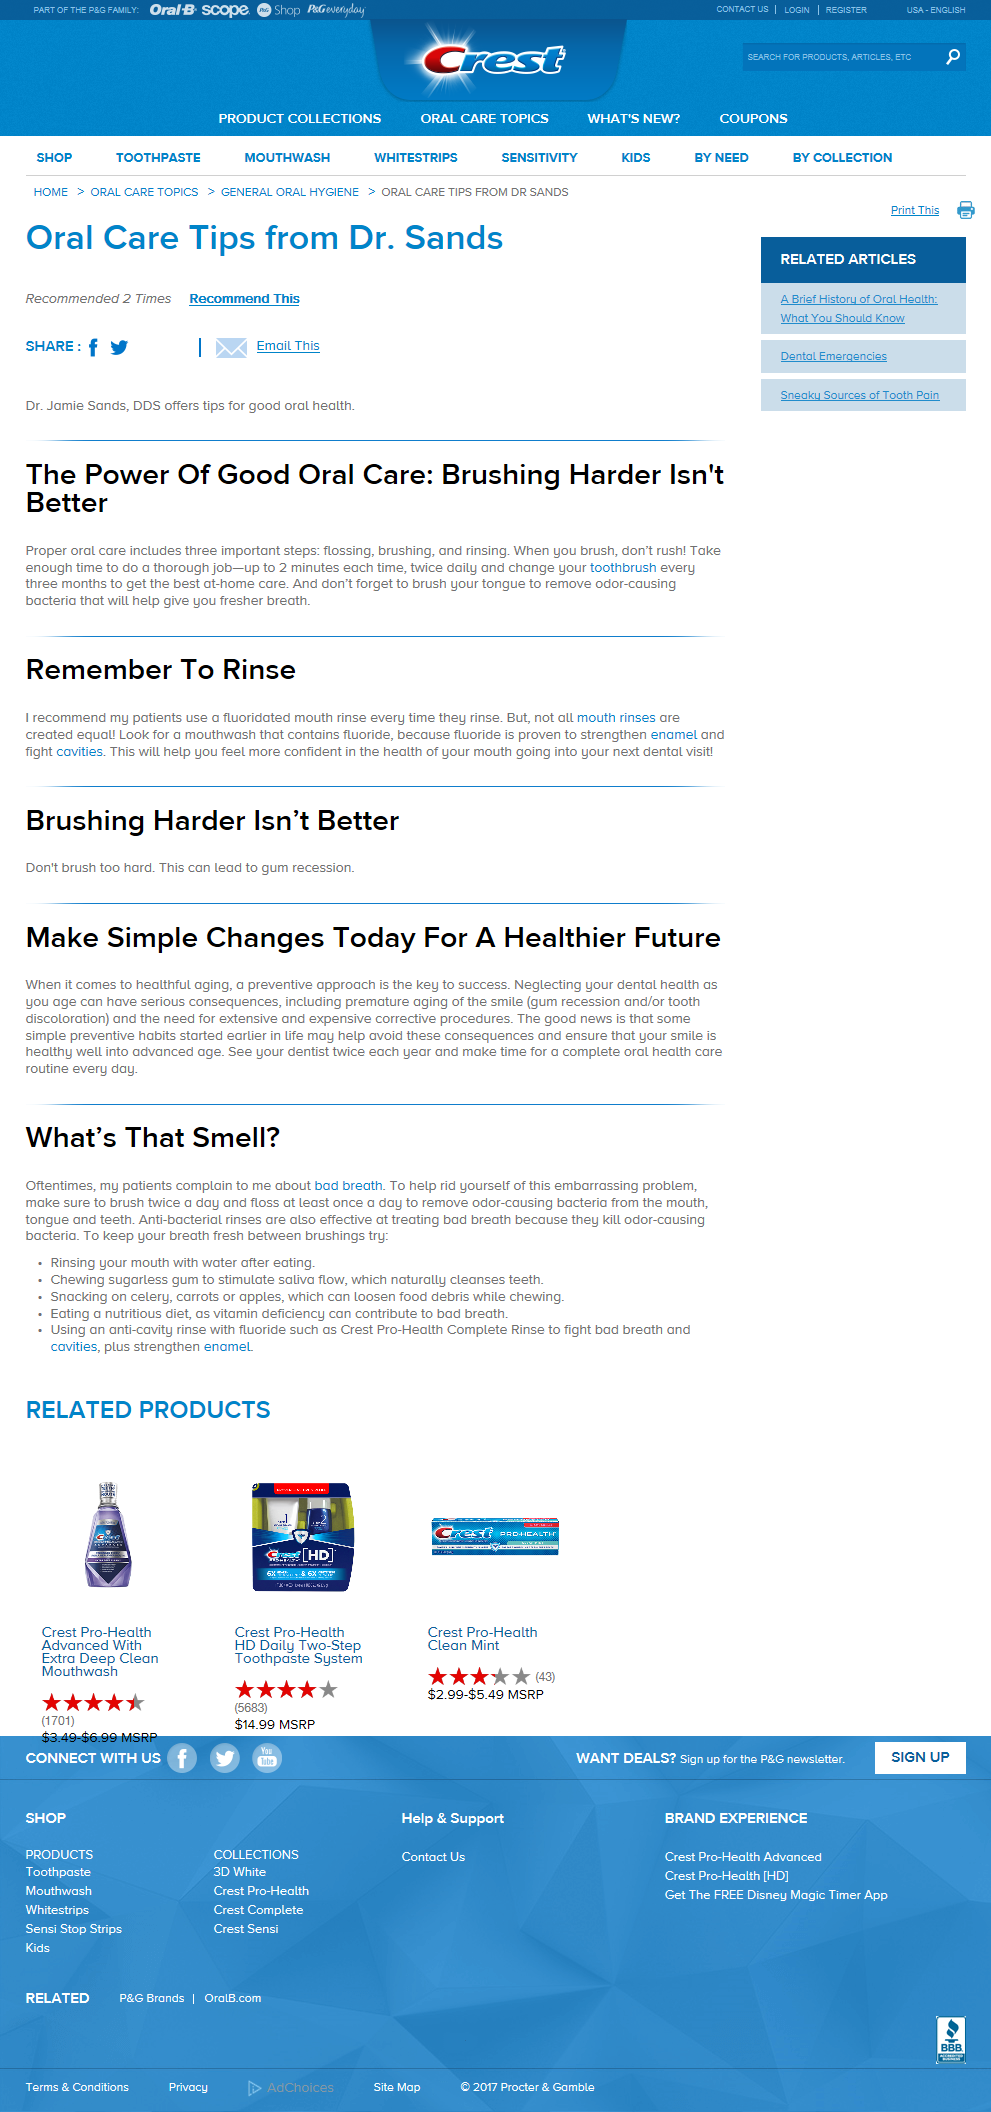 PART OF THE P&G FAMILY: Oral-B scope P&G Shop P&G everyday
CONTACT US | LOGIN | REGISTER USA - ENGLISH
Crest
SEARCH FOR PRODUCTS, ARTICLES, ETC
PRODUCT COLLECTIONS ORAL CARE TOPICS WHAT'S NEW? COUPONS
SHOP TOOTHPASTE MOUTHWASH WHITESTRIPS SENSITIVITY KIDS BY NEED BY COLLECTION
HOME > ORAL CARE TOPICS > GENERAL ORAL HYGIENE > ORAL CARE TIPS FROM DR SANDS
Print This
Oral Care Tips from Dr. Sands
Recommended 2 Times Recommend This
SHARE : | Email This
RELATED ARTICLES
A Brief History of Oral Health:
What You Should Know
Dental Emergencies
Sneaky Sources of Tooth Pain
Dr. Jamie Sands, DDS offers tips for good oral health.
The Power Of Good Oral Care: Brushing Harder Isn't
Better
Proper oral care includes three important steps: flossing, brushing, and rinsing. When you brush, don't rush! Take
enough time to do a thorough job—up to 2 minutes each time, twice daily and change your toothbrush every
three months to get the best at-home care. And don't forget to brush your tongue to remove odor-causing
bacteria that will help give you fresher breath.
Remember To Rinse
I recommend my patients use a fluoridated mouth rinse every time they rinse. But, not all mouth rinses are
created equal! Look for a mouthwash that contains fluoride, because fluoride is proven to strengthen enamel and
fight cavities. This will help you feel more confident in the health of your mouth going into your next dental visit!
Brushing Harder Isn’t Better
Don't brush too hard. This can lead to gum recession.
Make Simple Changes Today For A Healthier Future
When it comes to healthful aging, a preventive approach is the key to success. Neglecting your dental health as
you age can have serious consequences, including premature aging of the smile (gum recession and/or tooth
discoloration) and the need for extensive and expensive corrective procedures. The good news is that some
simple preventive habits started earlier in life may help avoid these consequences and ensure that your smile is
healthy well into advanced age. See your dentist twice each year and make time for a complete oral health care
routine every day.
What’s That Smell?
Oftentimes, my patients complain to me about bad breath. To help rid yourself of this embarrassing problem,
make sure to brush twice a day and floss at least once a day to remove odor-causing bacteria from the mouth,
tongue and teeth. Anti-bacterial rinses are also effective at treating bad breath because they kill odor-causing
bacteria. To keep your breath fresh between brushings try:
• Rinsing your mouth with water after eating.
• Chewing sugarless gum to stimulate saliva flow, which naturally cleanses teeth.
• Snacking on celery, carrots or apples, which can loosen food debris while chewing.
• Eating a nutritious diet, as vitamin deficiency can contribute to bad breath.
• Using an anti-cavity rinse with fluoride such as Crest Pro-Health Complete Rinse to fight bad breath and
cavities, plus strengthen enamel.
RELATED PRODUCTS
Crest
1 2
Crest [HD]
6X & 6X
Crest PRO-HEALTH
Crest Pro-Health
Advanced With
Extra Deep Clean
Mouthwash
(1701)
$3.49-$6.99 MSRP
Crest Pro-Health
HD Daily Two-Step
Toothpaste System
(5683)
$14.99 MSRP
Crest Pro-Health
Clean Mint
(43)
$2.99-$5.49 MSRP
CONNECT WITH US You Tube
WANT DEALS? Sign up for the P&G newsletter. SIGN UP
SHOP
PRODUCTS
Toothpaste
Mouthwash
Whitestrips
Sensi Stop Strips
Kids
COLLECTIONS
3D White
Crest Pro-Health
Crest Complete
Crest Sensi
Help & Support
Contact Us
BRAND EXPERIENCE
Crest Pro-Health Advanced
Crest Pro-Health [HD]
Get The FREE Disney Magic Timer App
RELATED P&G Brands | OralB.com
BBB
ACCREDITED
BUSINESS
Terms & Conditions Privacy AdChoices Site Map © 2017 Procter & Gamble